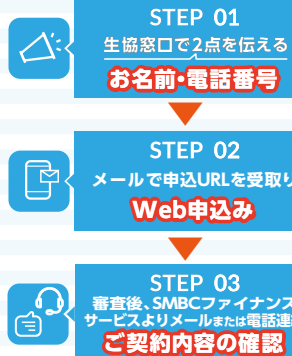 STEP 01
生協窓口で2点を伝える
お名前・電話番号
STEP 02
メールで申込URLを受取り
Web申込み
STEP 03
審査後、SMBCファイナンス
サービスよりメールまたは電話連
ご契約内容の確認